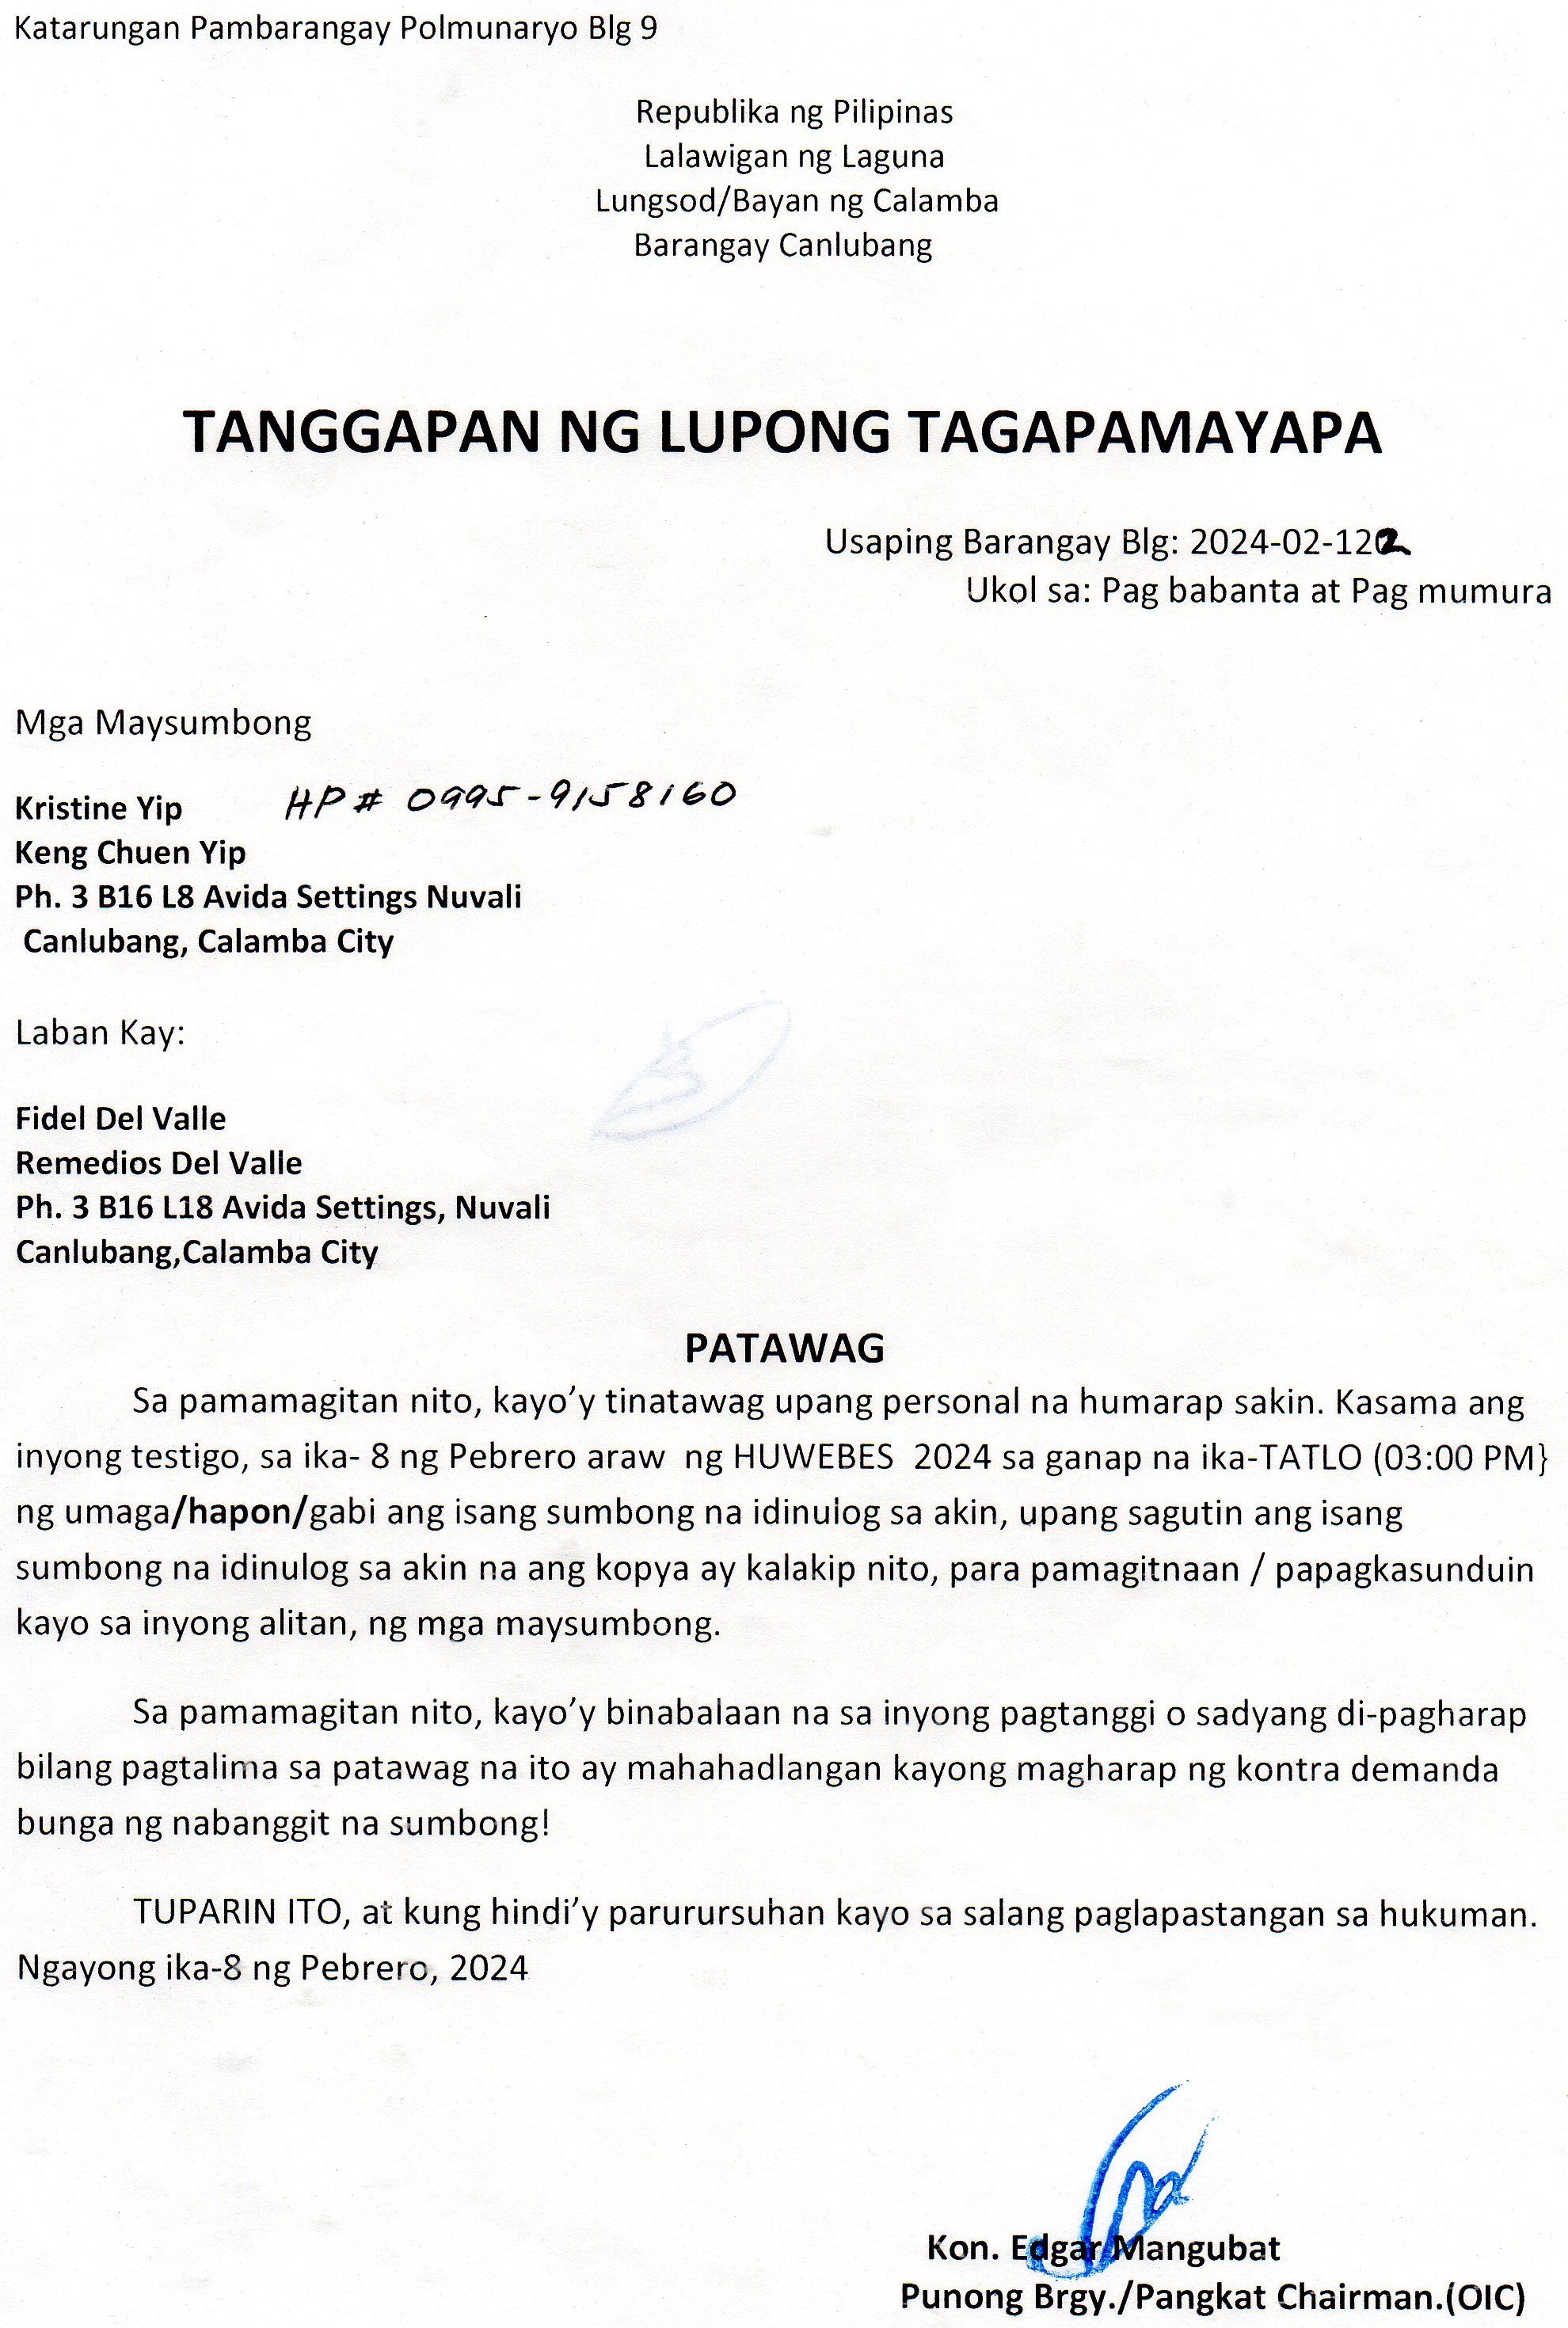 Katarungan Pambarangay Polmunaryo Blg 9
Republika ng Pilipinas
Lalawigan ng Laguna
Lungsod/Bayan ng Calamba
Barangay Canlubang
TANGGAPAN NG LUPONG TAGAPAMAYAPA
Usaping Barangay Blg: 2024-02-122
Ukol sa: Pag babanta at Pag mumura
Mga Maysumbong
Kristine Yip HP# 0995-9158160
Keng Chuen Yip
Ph. 3 B16 L8 Avida Settings Nuvali
Canlubang, Calamba City
Laban Kay:
Fidel Del Valle
Remedios Del Valle
Ph. 3 B16 L18 Avida Settings, Nuvali
Canlubang,Calamba City
PATAWAG
Sa pamamagitan nito, kayo’y tinatawag upang personal na humarap sakin. Kasama ang
inyong testigo, sa ika- 8 ng Pebrero araw ng HUWEBES 2024 sa ganap na ika-TATLO (03:00 PM}
ng umaga/hapon/gabi ang isang sumbong na idinulog sa akin, upang sagutin ang isang
sumbong na idinulog sa akin na ang kopya ay kalakip nito, para pamagitnaan / papagkasunduin
kayo sa inyong alitan, ng mga maysumbong.
Sa pamamagitan nito, kayo’y binabalaan na sa inyong pagtanggi o sadyang di-pagharap
bilang pagtalima sa patawag na ito ay mahahadlangan kayong magharap ng kontra demanda
bunga ng nabanggit na sumbong!
TUPARIN ITO, at kung hindi’y parurursuhan kayo sa salang paglapastangan sa hukuman.
Ngayong ika-8 ng Pebrero, 2024
Kon. Edgar Mangubat
Punong Brgy./Pangkat Chairman.(OIC)